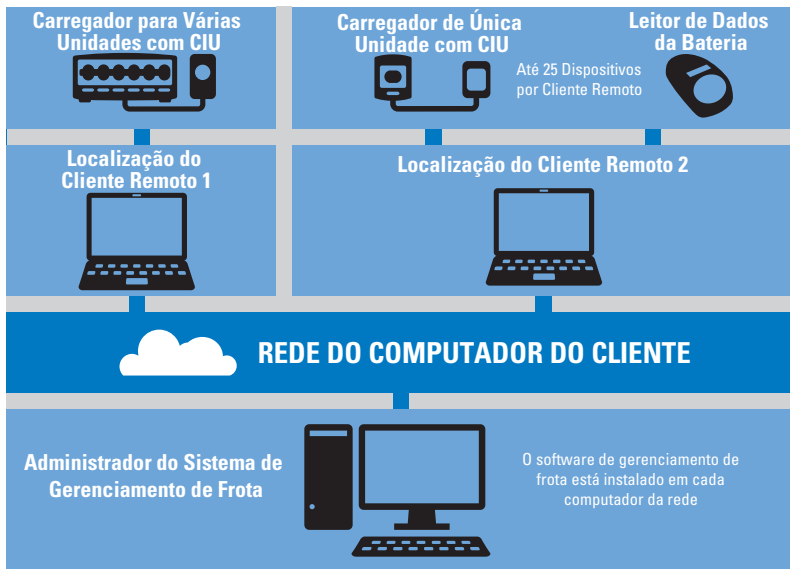 Carregador para Várias
Unidades com CIU
Carregador de Única
Unidade com CIU
Até 25 Dispositivos
por Cliente Remoto
Leitor de Dados
da Bateria
Localização do
Cliente Remoto 1
Localização do Cliente Remoto 2
REDE DO COMPUTADOR DO CLIENTE
Administrador do Sistema de
Gerenciamento de Frota
O software de gerenciamento de
frota está instalado em cada
computador da rede